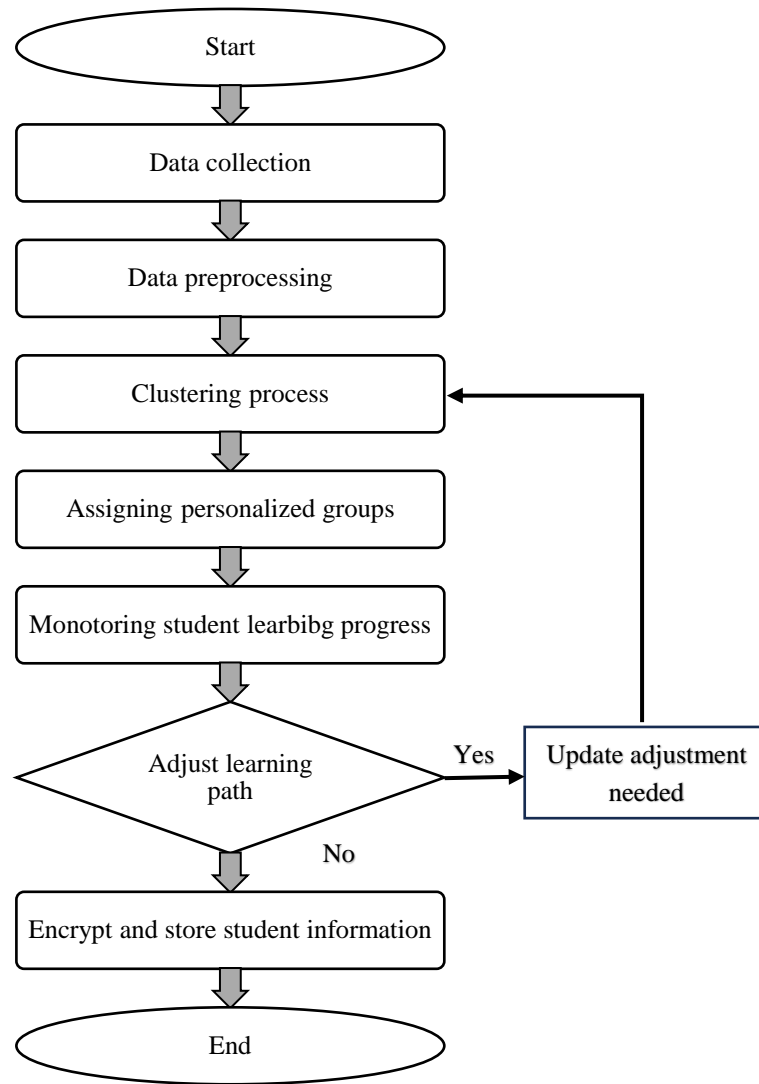 Start
Data collection
Data preprocessing
Clustering process
Assigning personalized groups
Monotoring student learbibg progress
Adjust learning
path
Yes
Update adjustment
needed
No
Encrypt and store student information
End